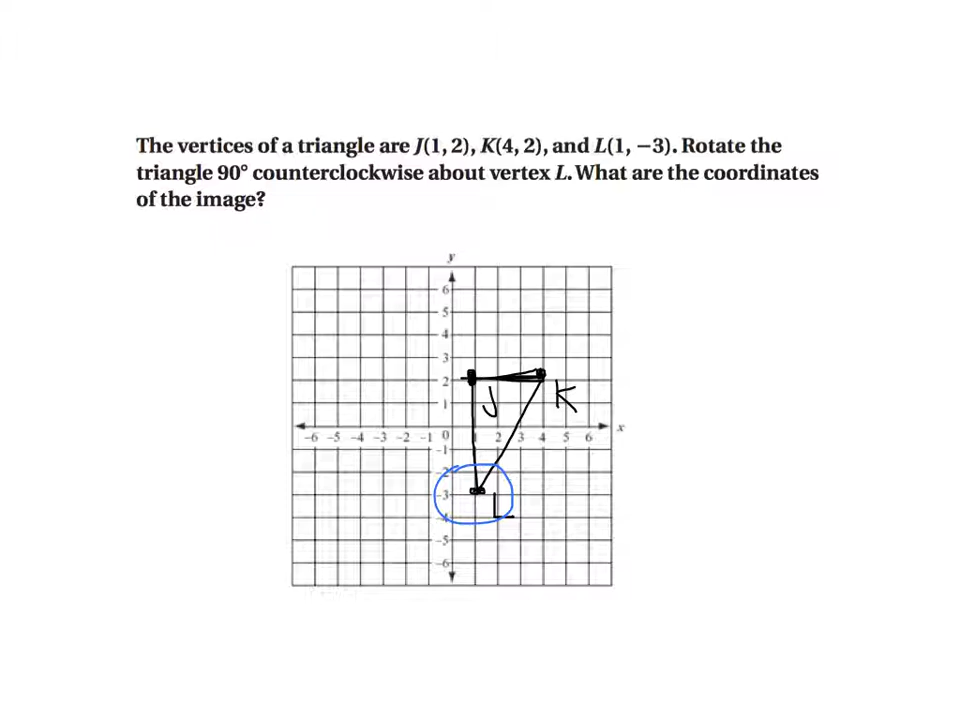 The vertices of a triangle are J(1, 2), K(4, 2), and L(1, −3). Rotate the
triangle 90° counterclockwise about vertex L. What are the coordinates
of the image?
y
6
5
4
3
2
1
J
K
-6 -5 -4 -3 -2 -1 0 1 2 3 4 5 6 x
-1
-2
-3
L
-4
-5
-6